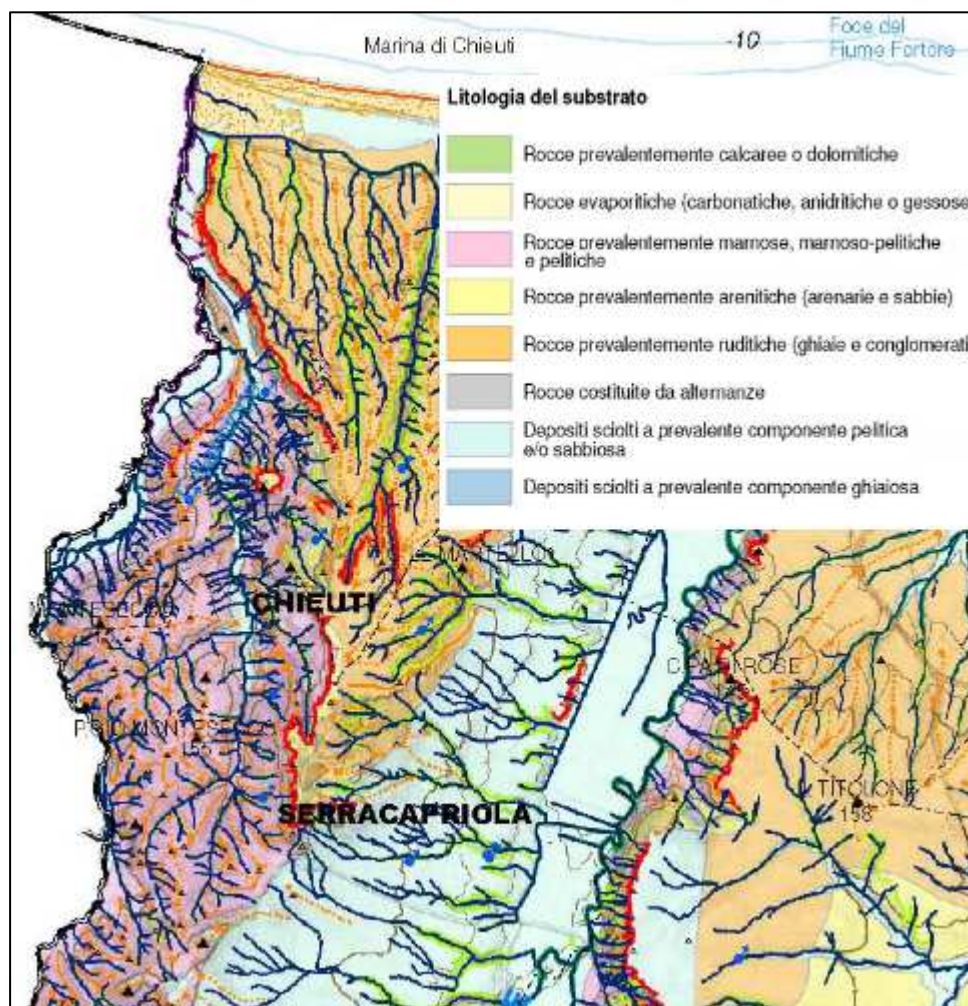 Marina di Chieuti
-10
Foce del
Fiume Fortore
Litologia del substrato
Rocce prevalentemente calcaree o dolomitiche
Rocce evaporitiche (carbonatiche, anidritiche o gessose
Rocce prevalentemente marnose, marnoso-pelitiche
e pelitiche
Rocce prevalentemente arenitiche (arenarie e sabbie)
Rocce prevalentemente ruditiche (ghiaie e conglomerati
Rocce costituite da alternanze
Depositi sciolti a prevalente componente pelitica
e/o sabbiosa
Depositi sciolti a prevalente componente ghiaiosa
CHIEUTI
SERRACAPRIOLA
TITOLONE
158